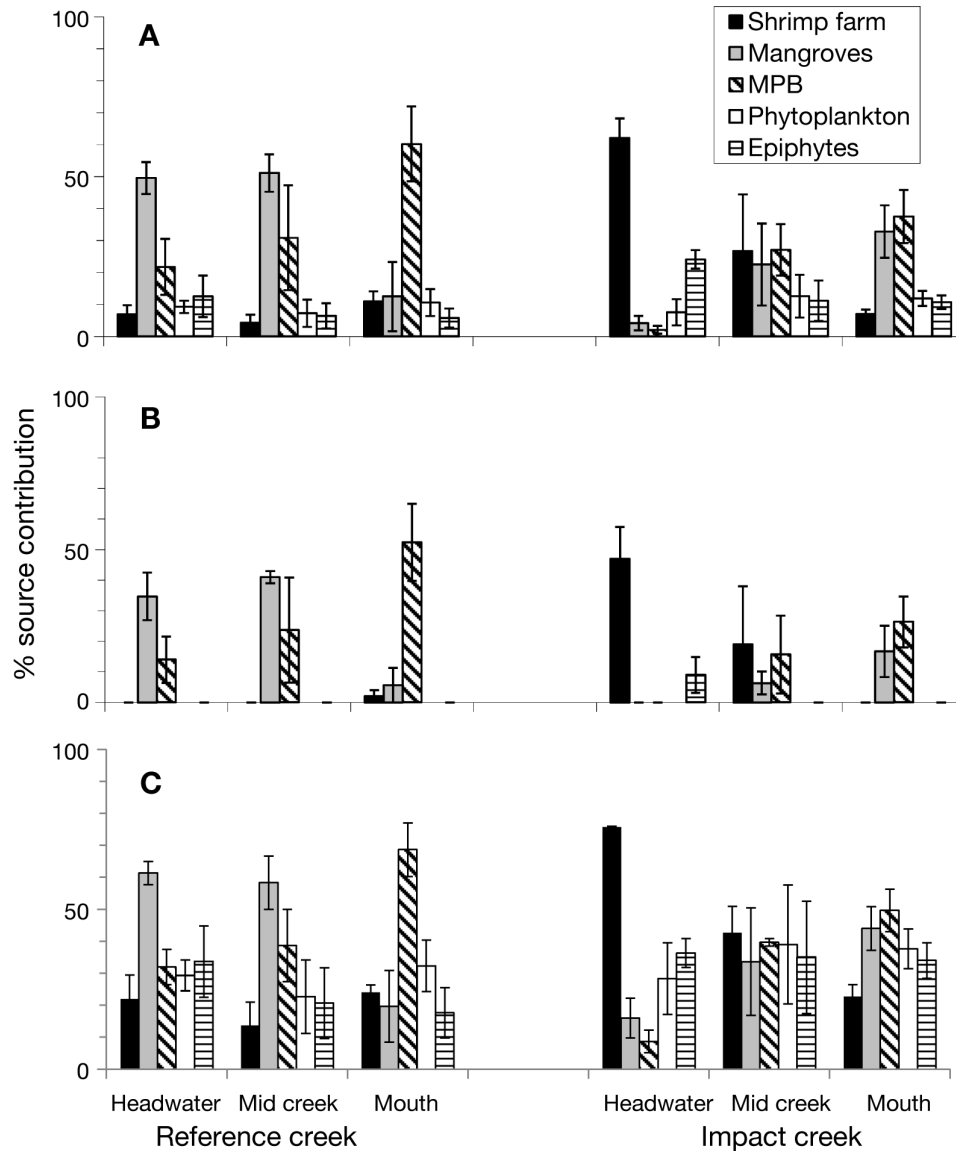 100
A
50
0
Shrimp farm
Mangroves
MPB
Phytoplankton
Epiphytes
% source contribution
100
B
50
0
100
C
50
0
Headwater Mid creek Mouth Headwater Mid creek Mouth
Reference creek Impact creek